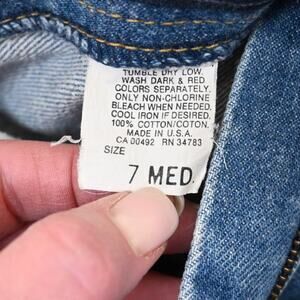 TUMBLE DRY LOW.
WASH DARK & RED
COLORS SEPARATELY.
ONLY NON-CHLORINE
BLEACH WHEN NEEDED.
COOL IRON IF DESIRED.
100% COTTON/COTON.
MADE IN U.S.A.
CA 00492 RN 34783
SIZE
7 MED.